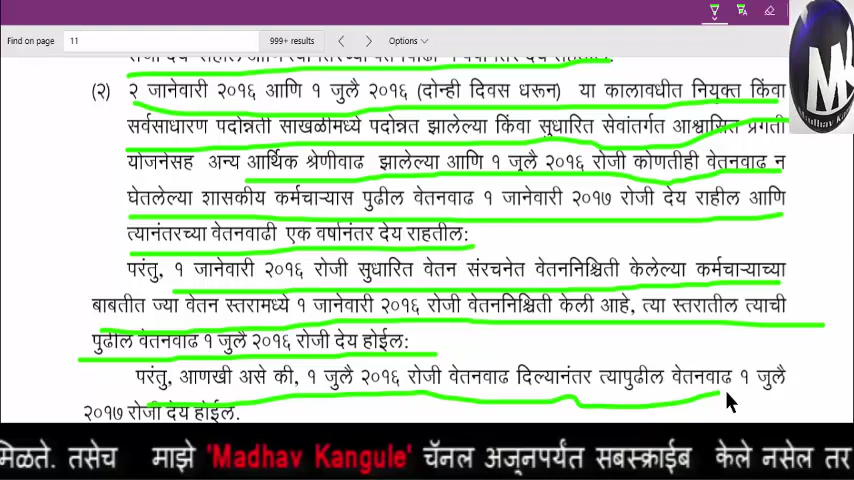 Find on page 11 999+ results Options
रोजी देय राहील आणि त्यानंतरच्या
(२) २ जानेवारी २०१६ आणि १ जुलै २०१६ (दोन्ही दिवस धरून) या कालावधीत नियुक्त किंवा
सर्वसाधारण पदोन्नती साखळीमध्ये पदोन्नत झालेल्या किंवा सुधारित सेवांतर्गत आश्वासित प्रगती
योजनेसह अन्य आर्थिक श्रेणीवाढ झालेल्या आणि १ जुलै २०१६ रोजी कोणतीही वेतनवाढ न
घेतलेल्या शासकीय कर्मचाऱ्यास पुढील वेतनवाढ १ जानेवारी २०१७ रोजी देय राहील आणि
त्यानंतरच्या वेतनवाढी एक वर्षानंतर देय राहतील:
परंतु, १ जानेवारी २०१६ रोजी सुधारित वेतन संरचनेत वेतननिश्चिती केलेल्या कर्मचाऱ्याच्या
बाबतीत ज्या वेतन स्तरामध्ये १ जानेवारी २०१६ रोजी वेतननिश्चिती केली आहे, त्या स्तरातील त्याची
पुढील वेतनवाढ १ जुलै २०१६ रोजी देय होईल:
परंतु, आणखी असे की, १ जुलै २०१६ रोजी वेतनवाढ दिल्यानंतर त्यापुढील वेतनवाढ १ जुलै
२०१७ रोजी देय होईल.
मिळते. तसेच माझे 'Madhav Kangule' चॅनल अजूनपर्यंत सबस्क्राईब केले नसेल तर